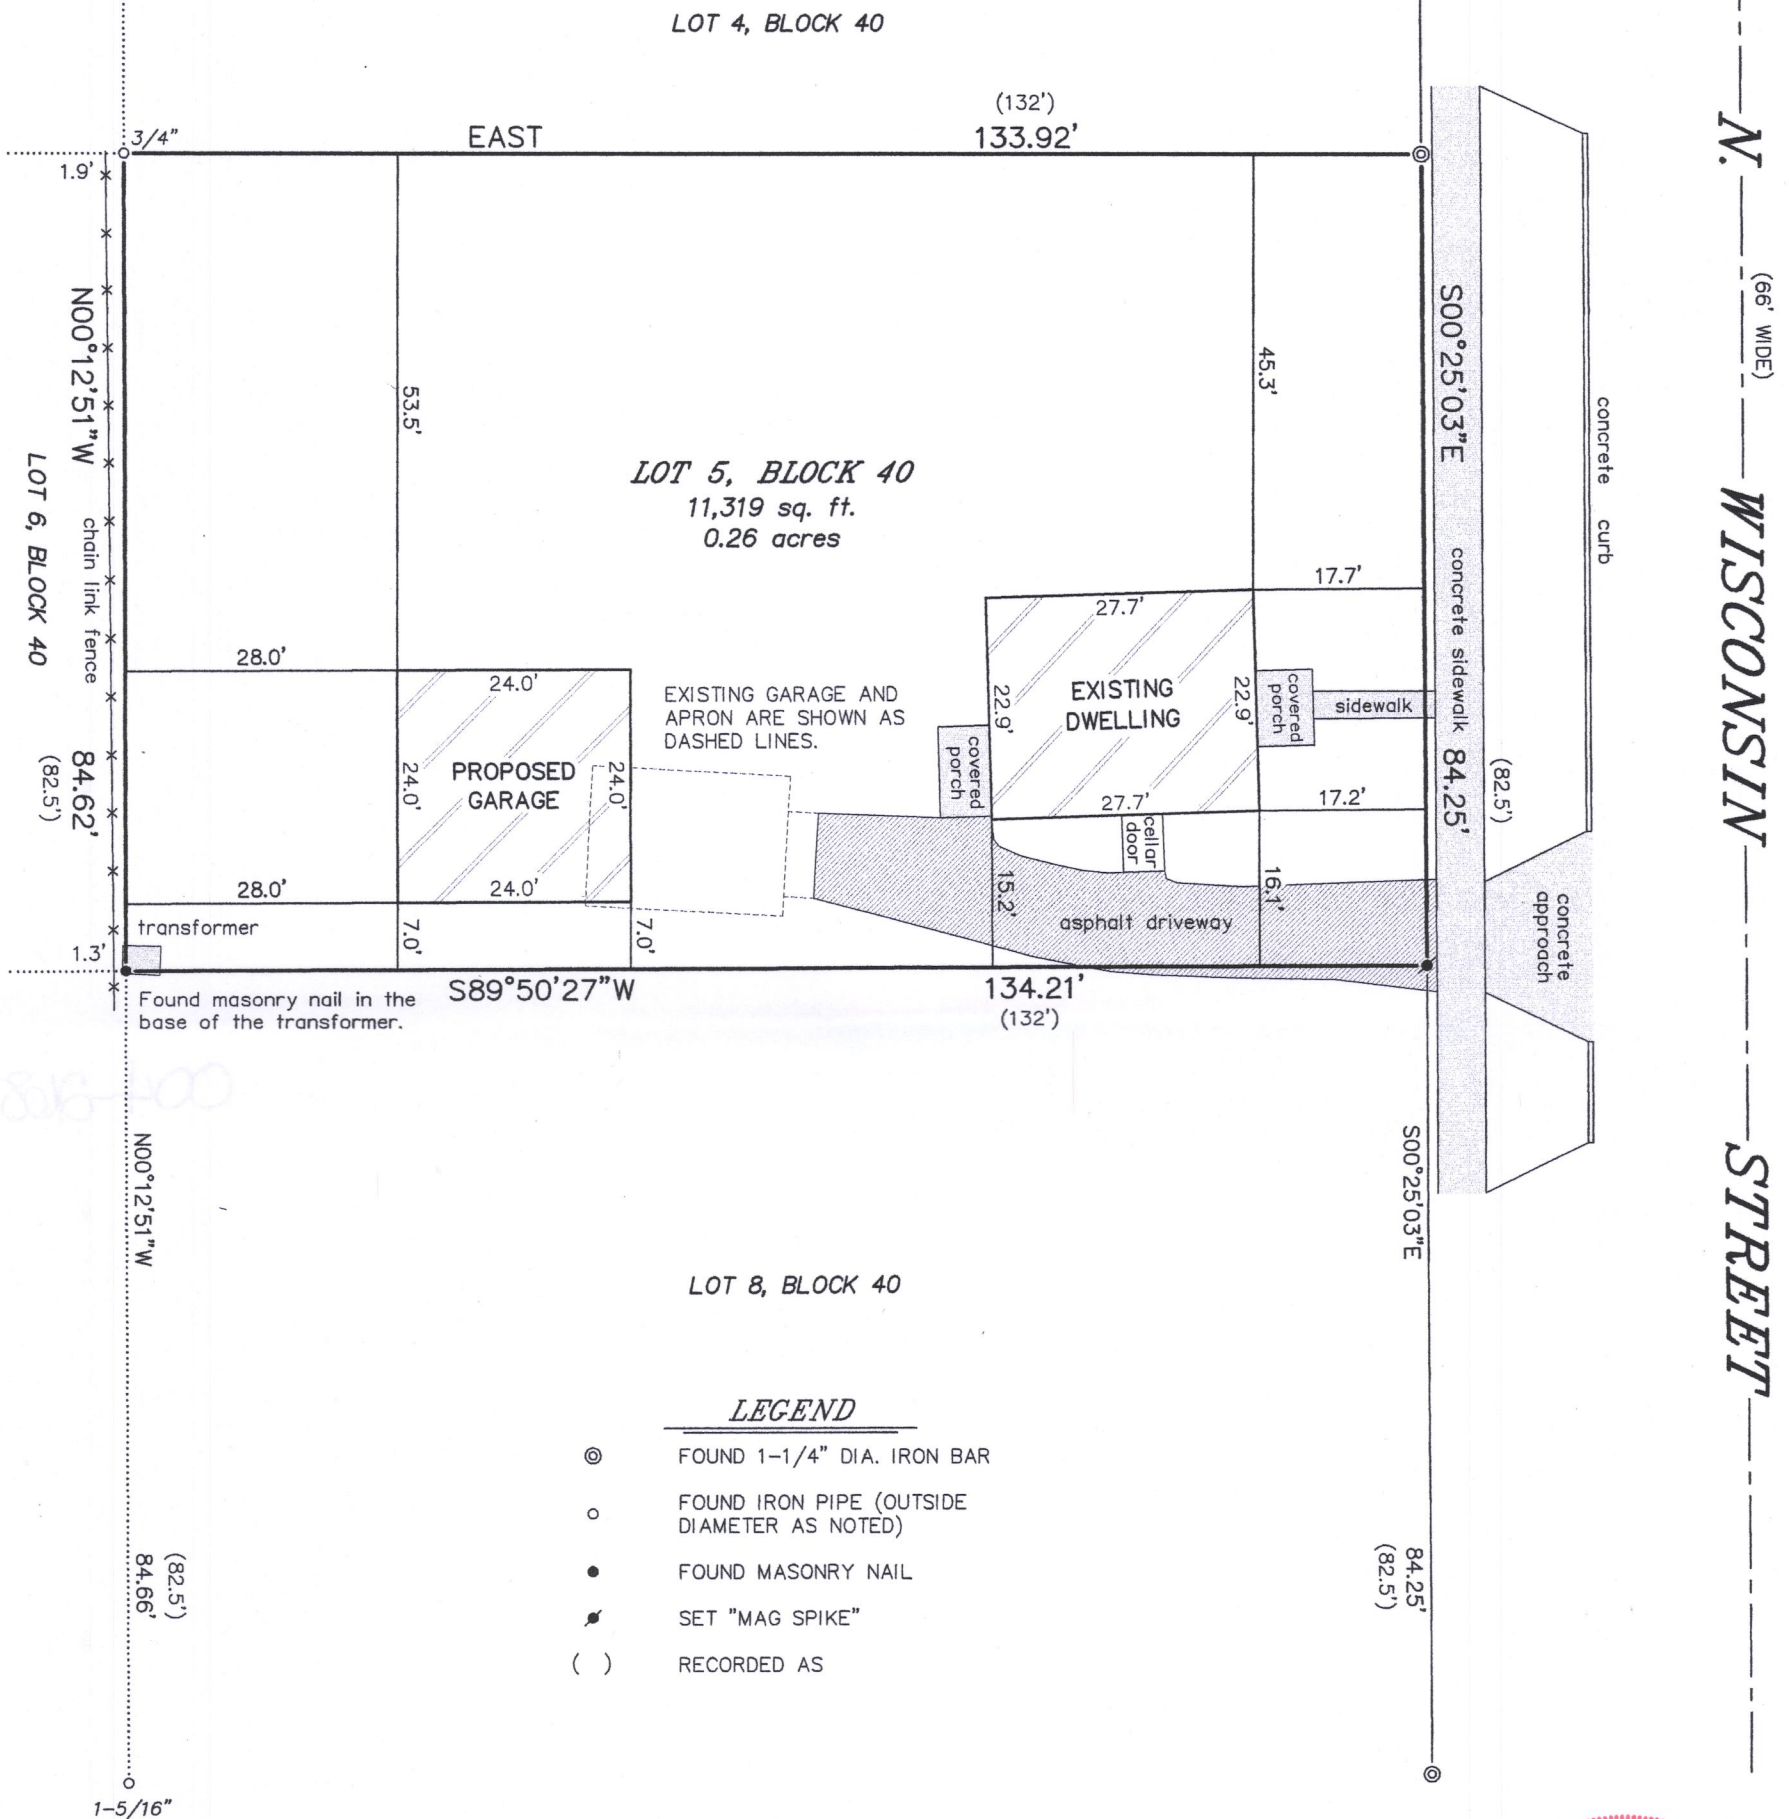 LOT 4, BLOCK 40
(132')
3/4"
EAST
133.92'
1.9'
N00°12'51"W
chain link fence
84.62'
(82.5')
LOT 6, BLOCK 40
53.5'
45.3'
LOT 5, BLOCK 40
11,319 sq. ft.
0.26 acres
S00°25'03"E
concrete sidewalk
84.25'
(82.5')
concrete curb
N. WISCONSIN STREET
(66' WIDE)
17.7'
27.7'
28.0'
24.0'
EXISTING GARAGE AND
APRON ARE SHOWN AS
DASHED LINES.
22.9'
EXISTING
DWELLING
22.9'
covered
porch
sidewalk
covered
porch
24.0'
PROPOSED
GARAGE
24.0'
27.7'
17.2'
cellar
door
28.0'
24.0'
15.2'
16.1'
asphalt driveway
concrete
approach
transformer
7.0'
7.0'
1.3'
Found masonry nail in the
base of the transformer.
S89°50'27"W
134.21'
(132')
N00°12'51"W
S00°25'03"E
LOT 8, BLOCK 40
LEGEND
FOUND 1-1/4" DIA. IRON BAR
FOUND IRON PIPE (OUTSIDE
DIAMETER AS NOTED)
FOUND MASONRY NAIL
SET "MAG SPIKE"
( ) RECORDED AS
(82.5')
84.66'
84.25'
(82.5')
1-5/16"